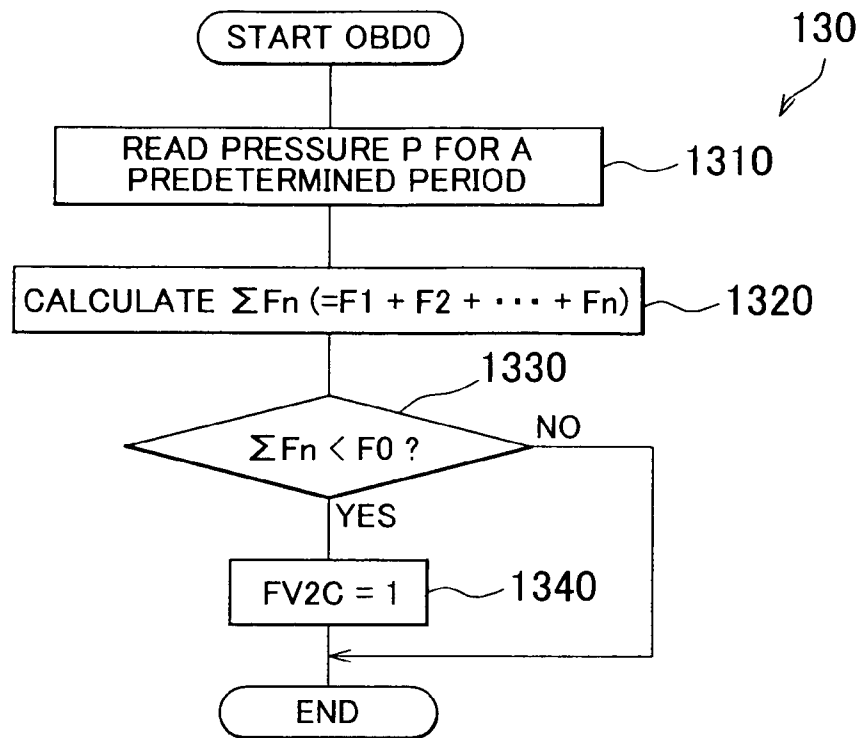 START OBD0
130
READ PRESSURE P FOR A
PREDETERMINED PERIOD
1310
CALCULATE ΣFn (=F1 + F2 + ··· + Fn)
1320
1330
ΣFn < F0 ?
NO
YES
FV2C = 1
1340
END